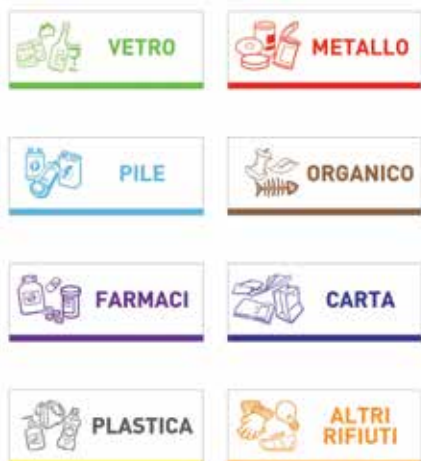 VETRO
METALLO
PILE
ORGANICO
FARMACI
CARTA
PLASTICA
ALTRI
RIFIUTI